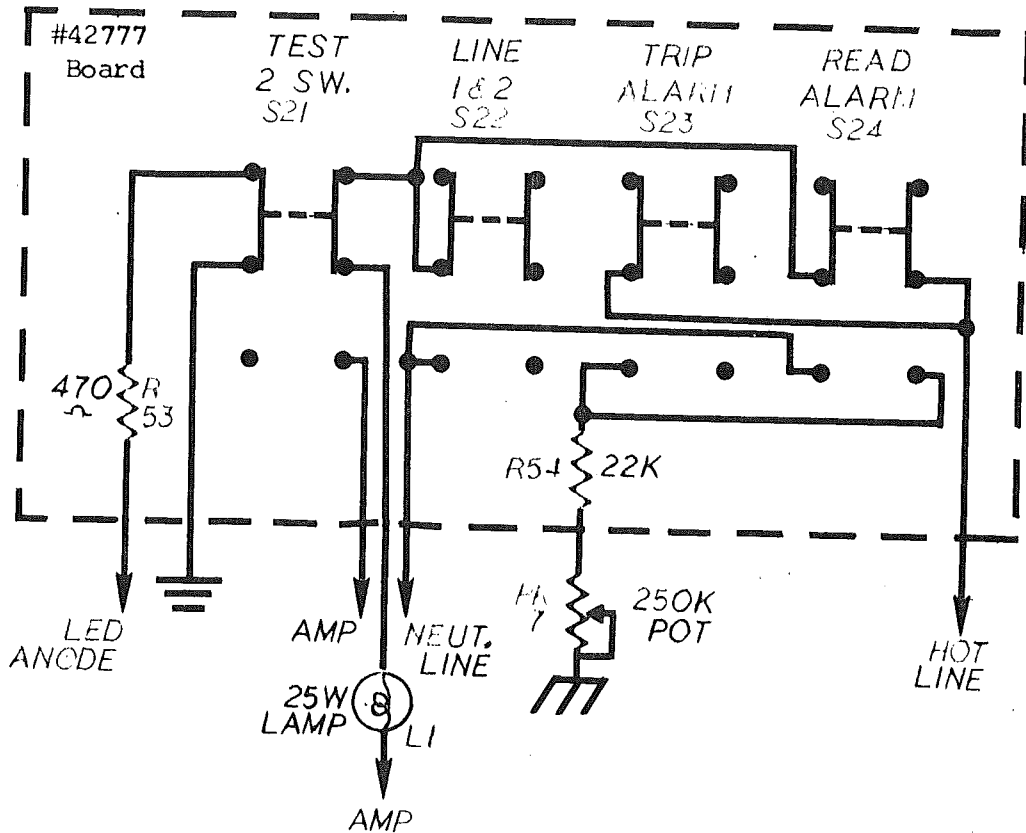 #42777
Board
TEST
2 SW.
S21
LINE
1&2
S22
TRIP
ALARM
S23
READ
ALARM
S24
470
Ω
R
53
R54
22K
LED
ANODE
AMP
NEUT.
LINE
7
250K
POT
HOT
LINE
25W
LAMP
L1
AMP